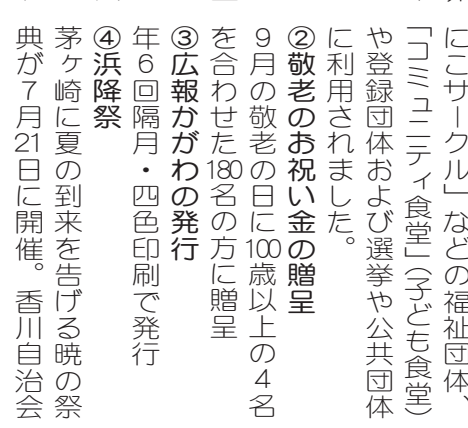 にこサークル」などの福祉団体、
「コミュニティ食堂」（子ども食堂）
や登録団体および選挙や公共団体
に利用されました。
②敬老のお祝い金の贈呈
9月の敬老の日に100歳以上の4名
を合わせた180名の方に贈呈
③広報かがわの発行
年6回隔月・四色印刷で発行
④浜降祭
茅ヶ崎に夏の到来を告げる暁の祭
典が7月21日に開催。香川自治会